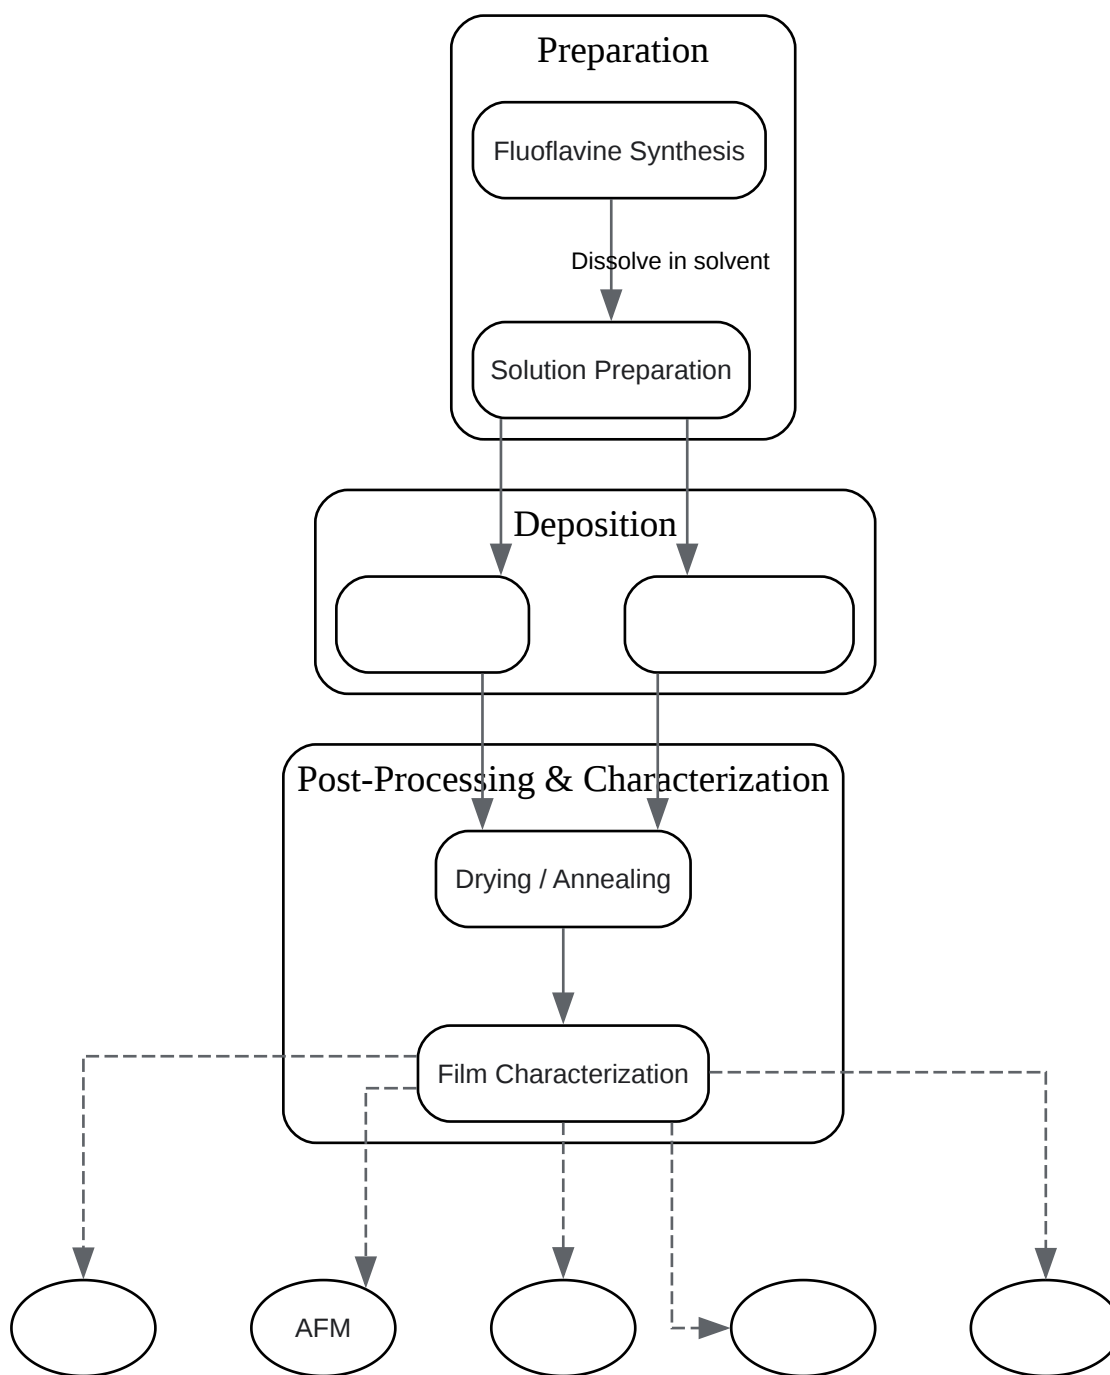 Preparation
Fluoflavine Synthesis
Dissolve in solvent
Solution Preparation
Deposition
Post-Processing & Characterization
Drying / Annealing
Film Characterization
AFM